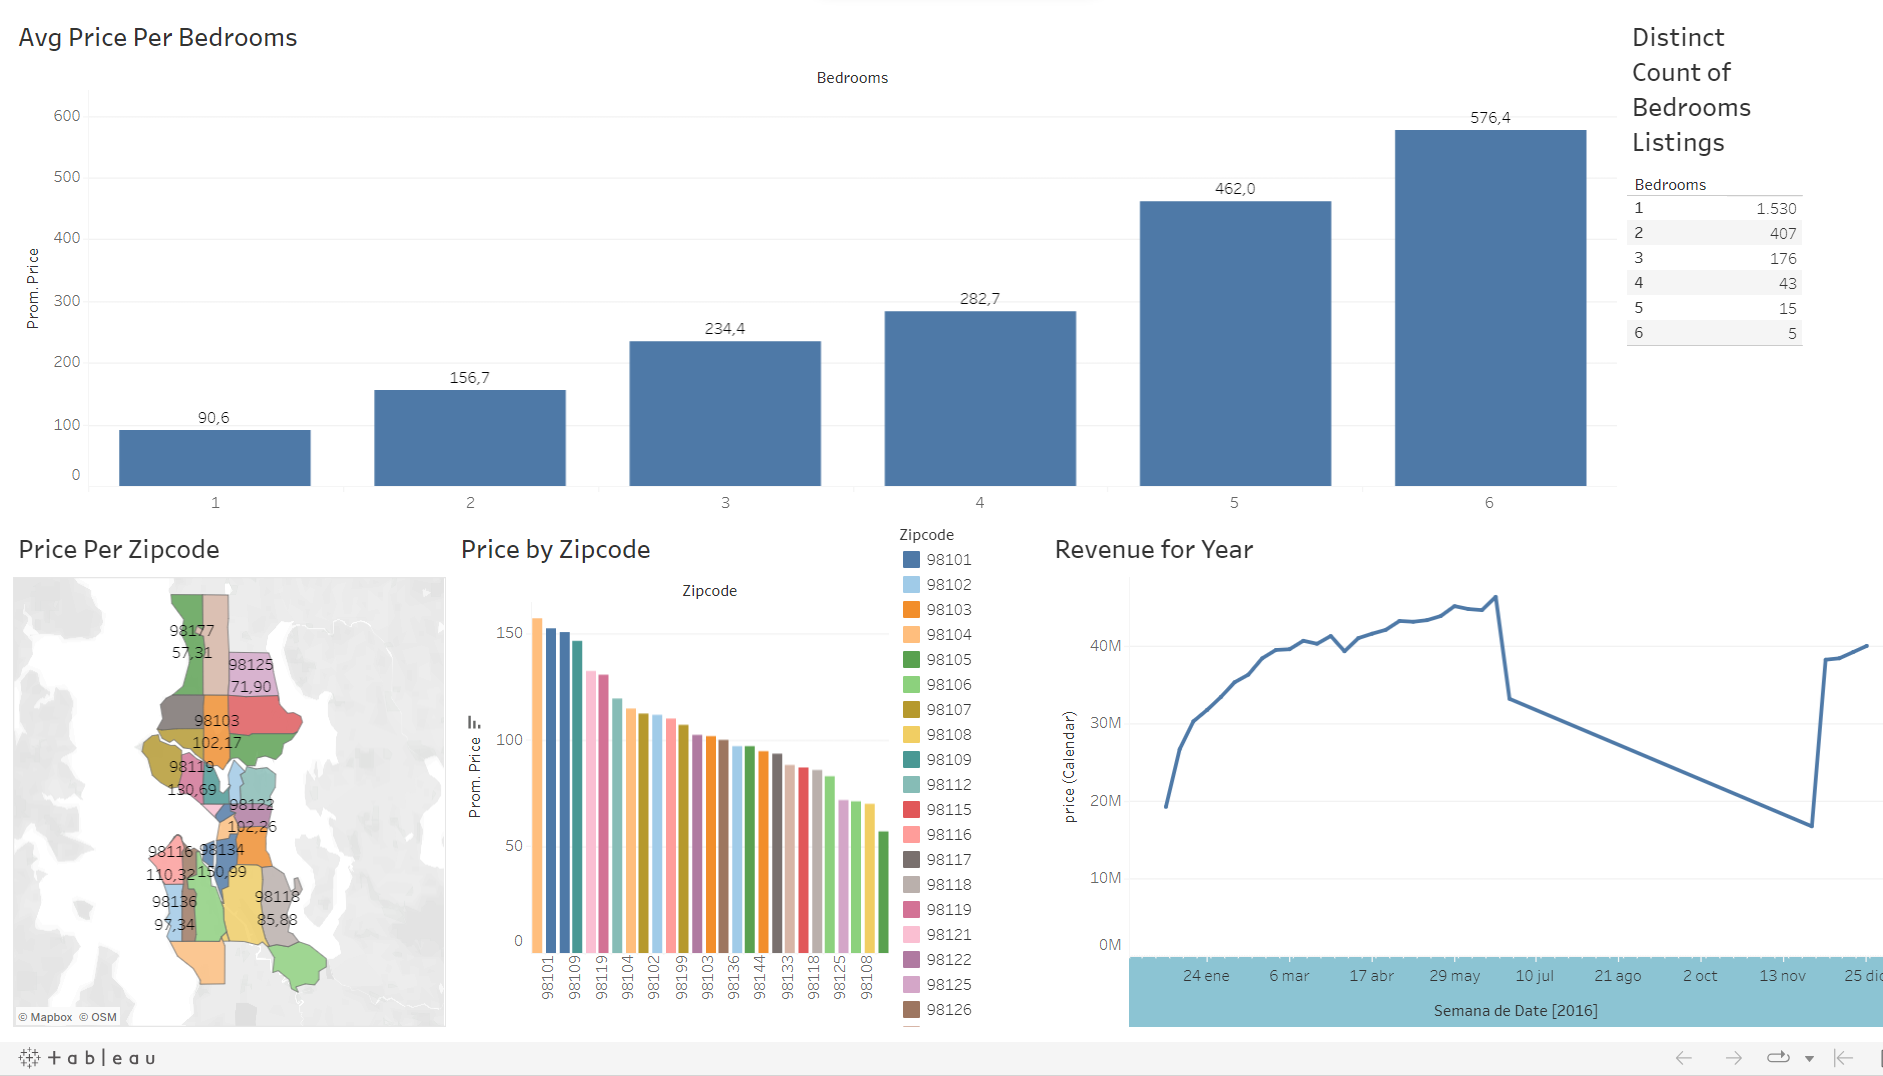 Avg Price Per Bedrooms
Bedrooms
Prom. Price
600
500
400
300
200
100
0
90,6
156,7
234,4
282,7
462,0
576,4
1
2
3
4
5
6
Distinct
Count of
Bedrooms
Listings
Bedrooms
1 1.530
2 407
3 176
4 43
5 15
6 5
Price Per Zipcode
98177
57,31
98125
71,90
98103
102,17
98119
130,69
98122
102,26
98116
110,32
98134
150,99
98136
97,34
98118
85,88
© Mapbox © OSM
Price by Zipcode
Zipcode
Prom. Price
150
100
50
0
98101
98109
98119
98104
98102
98199
98103
98136
98144
98133
98118
98125
98108
Zipcode
98101
98102
98103
98104
98105
98106
98107
98108
98109
98112
98115
98116
98117
98118
98119
98121
98122
98125
98126
Revenue for Year
price (Calendar)
40M
30M
20M
10M
0M
24 ene
6 mar
17 abr
29 may
10 jul
21 ago
2 oct
13 nov
25 dic
Semana de Date [2016]
+ableau